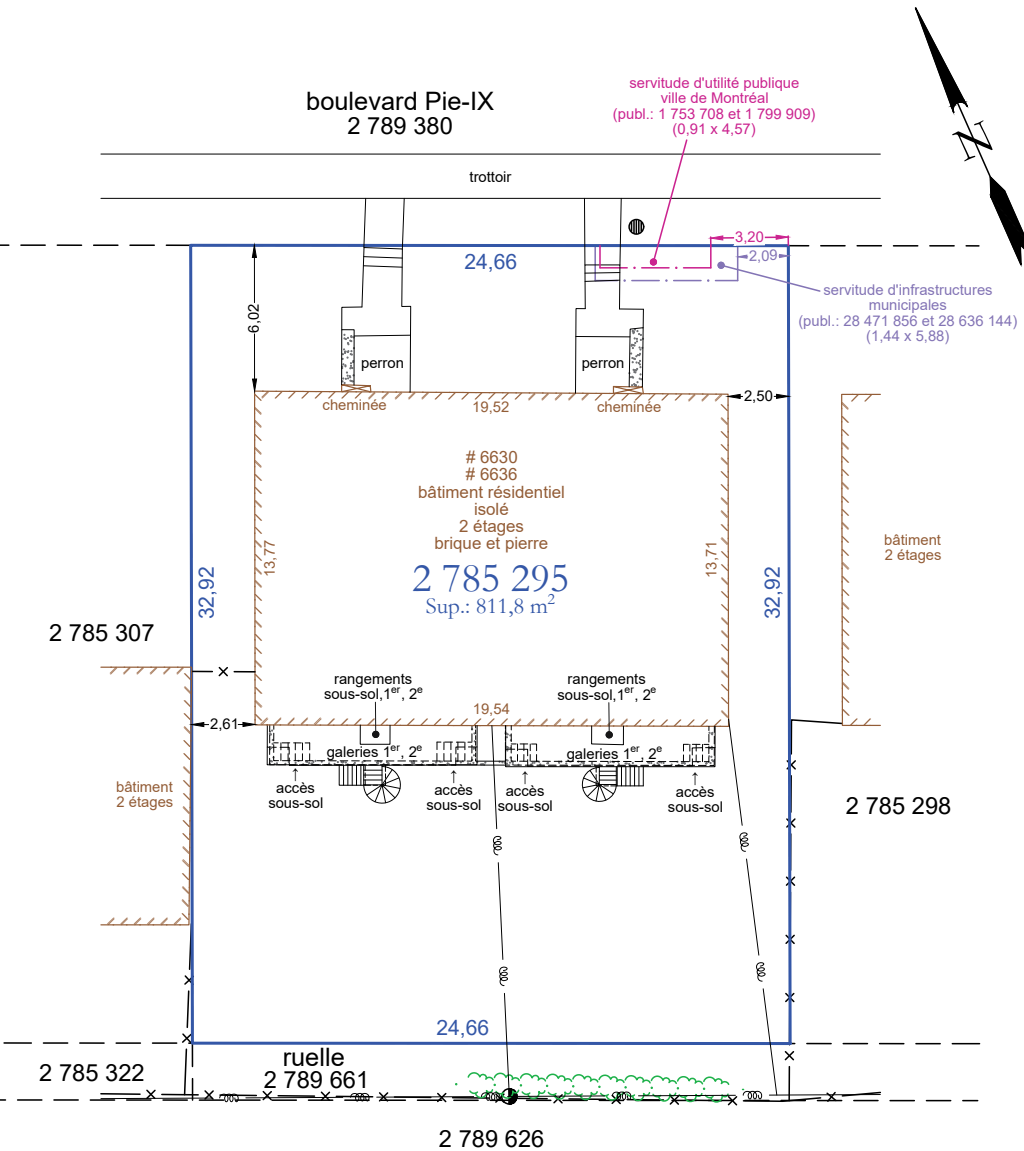 servitude d'utilité publique
ville de Montréal
(publ.: 1 753 708 et 1 799 909)
(0,91 x 4,57)
boulevard Pie-IX
2 789 380
N
trottoir
3,20
2,09
24,66
servitude d'infrastructures
municipales
(publ.: 28 471 856 et 28 636 144)
(1,44 x 5,88)
6,02
perron
perron
2,50
cheminée
19,52
cheminée
# 6630
# 6636
bâtiment résidentiel
isolé
2 étages
brique et pierre
2 785 295
Sup.: 811,8 m²
13,77
13,71
32,92
32,92
bâtiment
2 étages
2 785 307
rangements
sous-sol,1er, 2e
rangements
sous-sol,1er, 2e
19,54
2,61
galeries 1er, 2e
galeries 1er, 2e
accès
sous-sol
accès
sous-sol
accès
sous-sol
accès
sous-sol
bâtiment
2 étages
2 785 298
24,66
ruelle
2 789 661
2 785 322
2 789 626